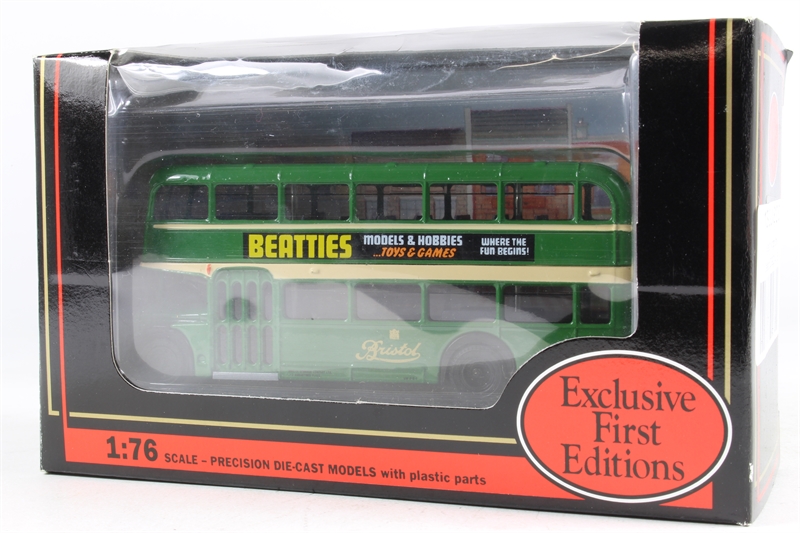 BEATTIES MODELS & HOBBIES WHERE THE
...TOYS & GAMES FUN BEGINS!
Bristol
Exclusive
First
Editions
1:76 SCALE – PRECISION DIE-CAST MODELS with plastic parts